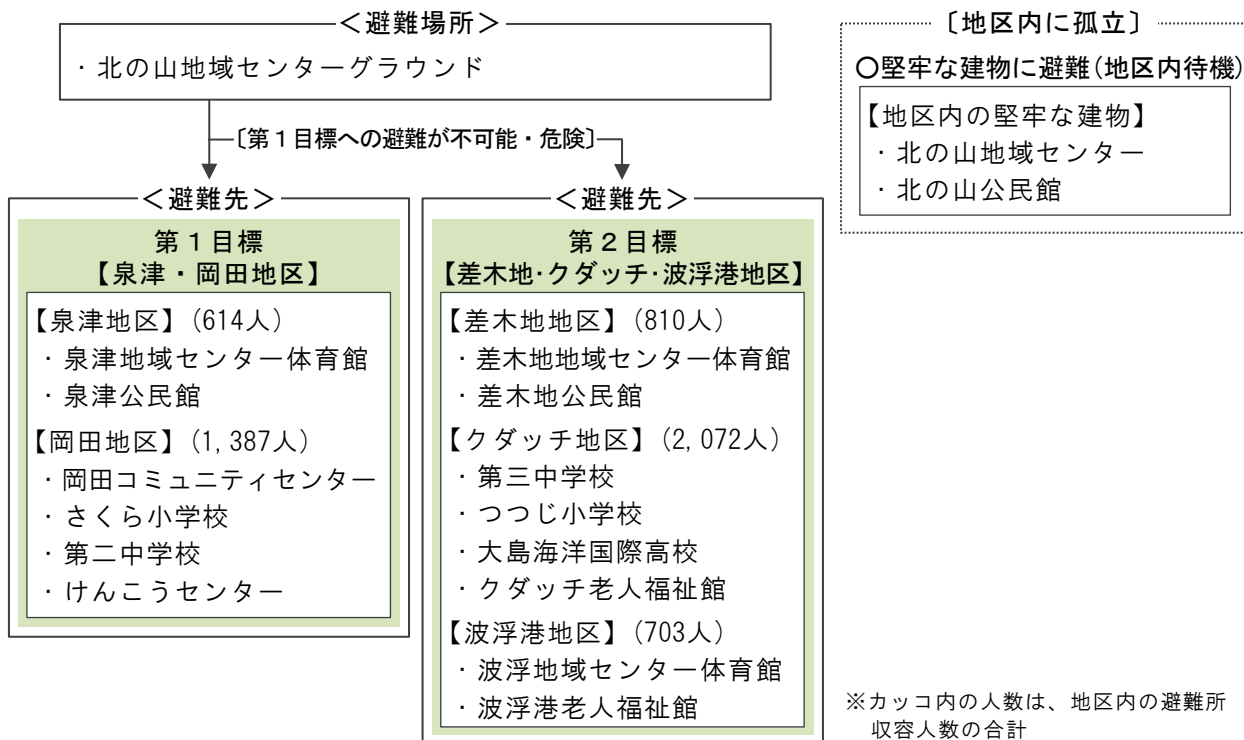 ＜避難場所＞
・北の山地域センターグラウンド
〔第１目標への避難が不可能・危険〕
＜避難先＞
第１目標
【泉津・岡田地区】
【泉津地区】(614人)
・泉津地域センター体育館
・泉津公民館
【岡田地区】(1,387人)
・岡田コミュニティセンター
・さくら小学校
・第二中学校
・けんこうセンター
＜避難先＞
第２目標
【差木地･クダッチ･波浮港地区】
【差木地地区】(810人)
・差木地地域センター体育館
・差木地公民館
【クダッチ地区】(2,072人)
・第三中学校
・つつじ小学校
・大島海洋国際高校
・クダッチ老人福祉館
【波浮港地区】(703人)
・波浮地域センター体育館
・波浮港老人福祉館
〔地区内に孤立〕
○堅牢な建物に避難(地区内待機)
【地区内の堅牢な建物】
・北の山地域センター
・北の山公民館
※カッコ内の人数は、地区内の避難所
収容人数の合計